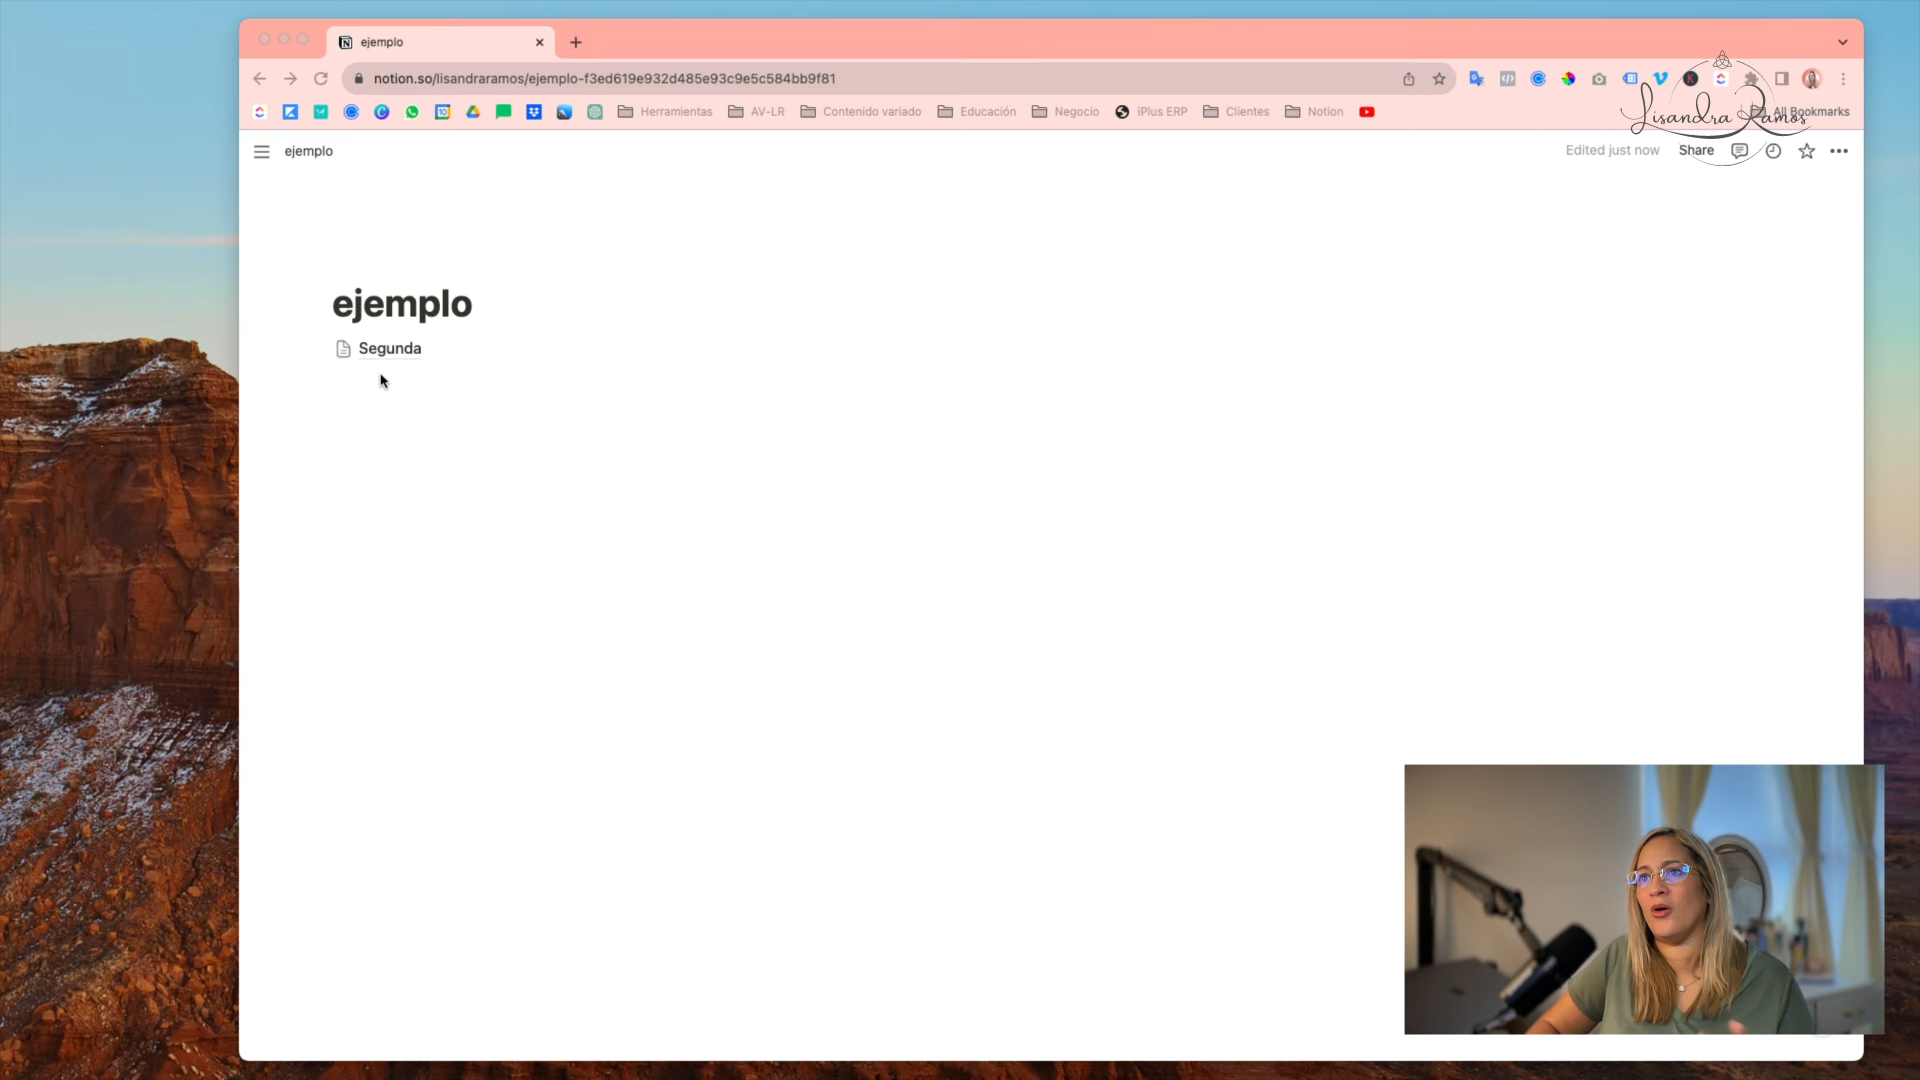 ejemplo
notion.so/lisandraramos/ejemplo-f3ed619e932d485e93c9e5c584bb9f81
Herramientas AV-LR Contenido variado Educación Negocio iPlus ERP Clientes Notion All Bookmarks
Lisandra Ramos
ejemplo Edited just now Share
ejemplo
Segunda